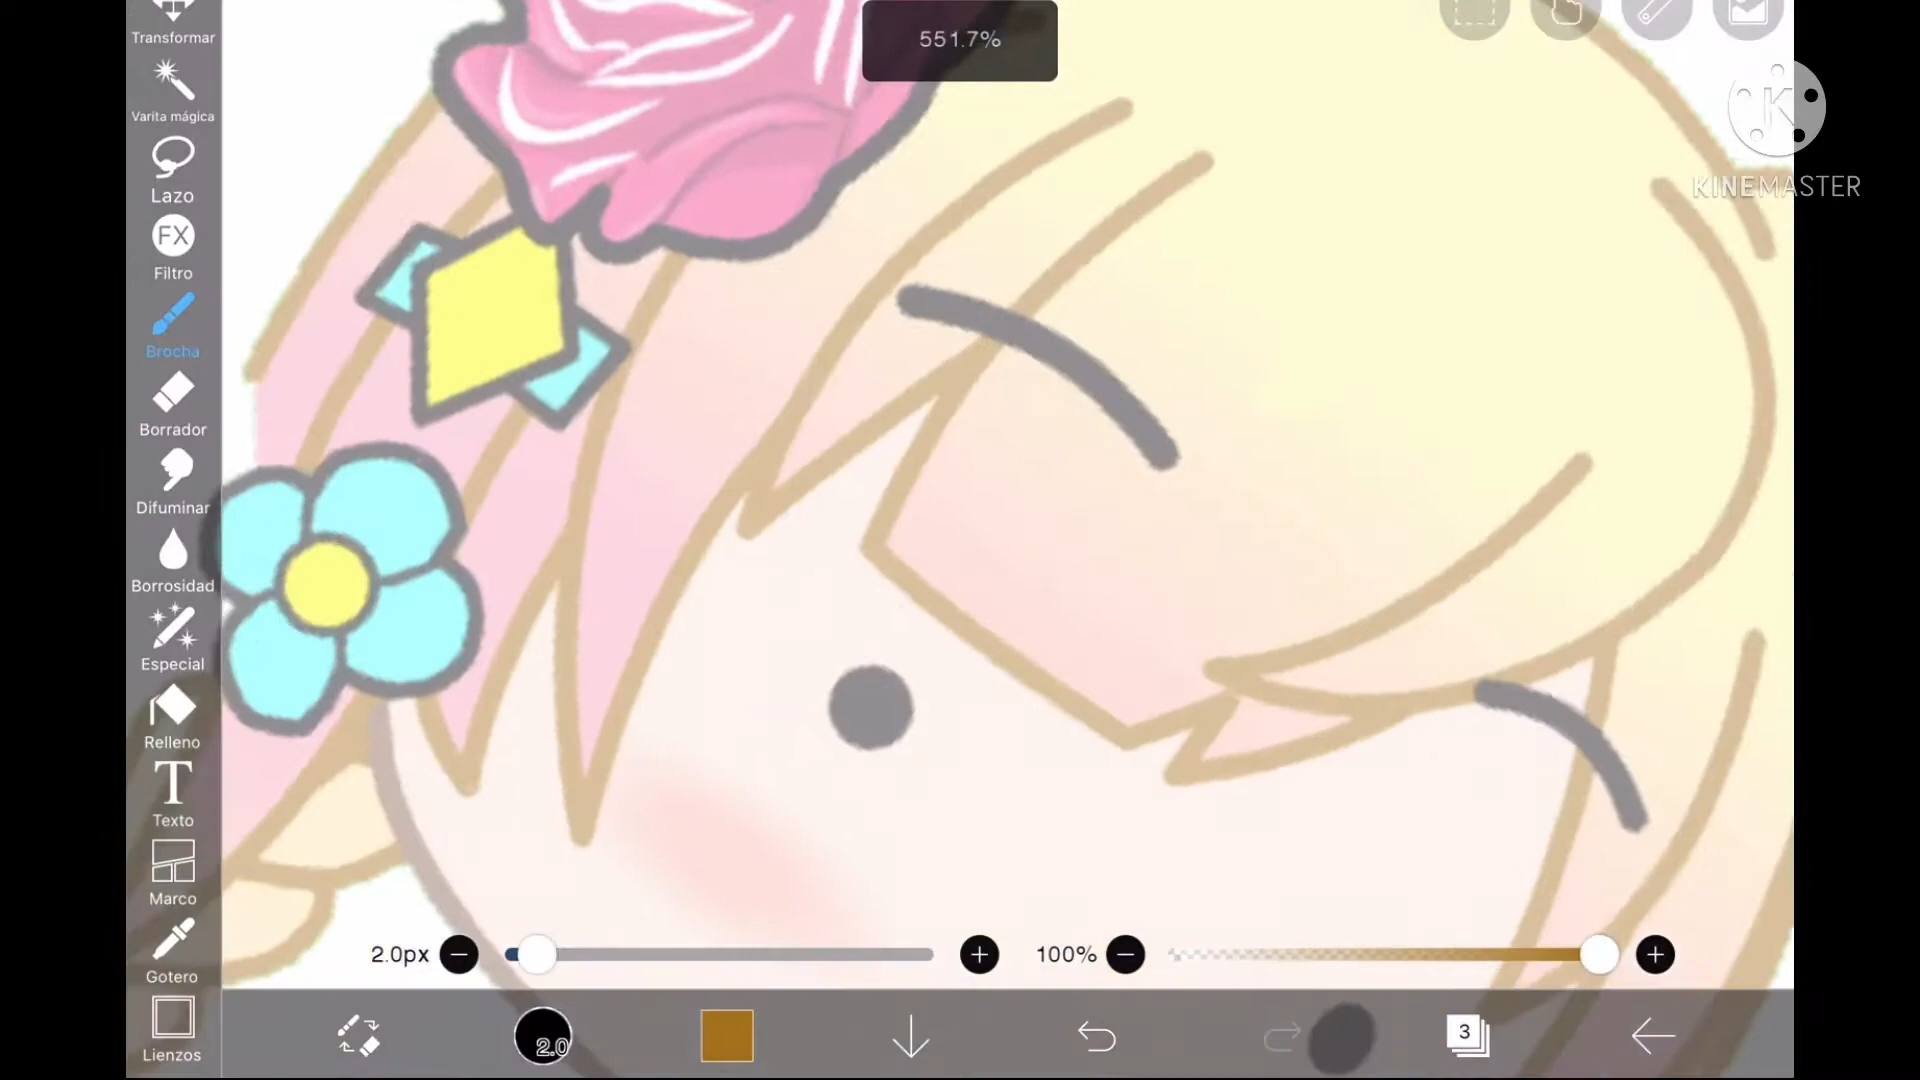 Transformar
551.7%
Varita mágica
KINEMASTER
Lazo
FX
Filtro
Brocha
Borrador
Difuminar
Borrosidad
Especial
Relleno
T
Texto
Marco
2.0px
100%
Gotero
2.0
3
Lienzos